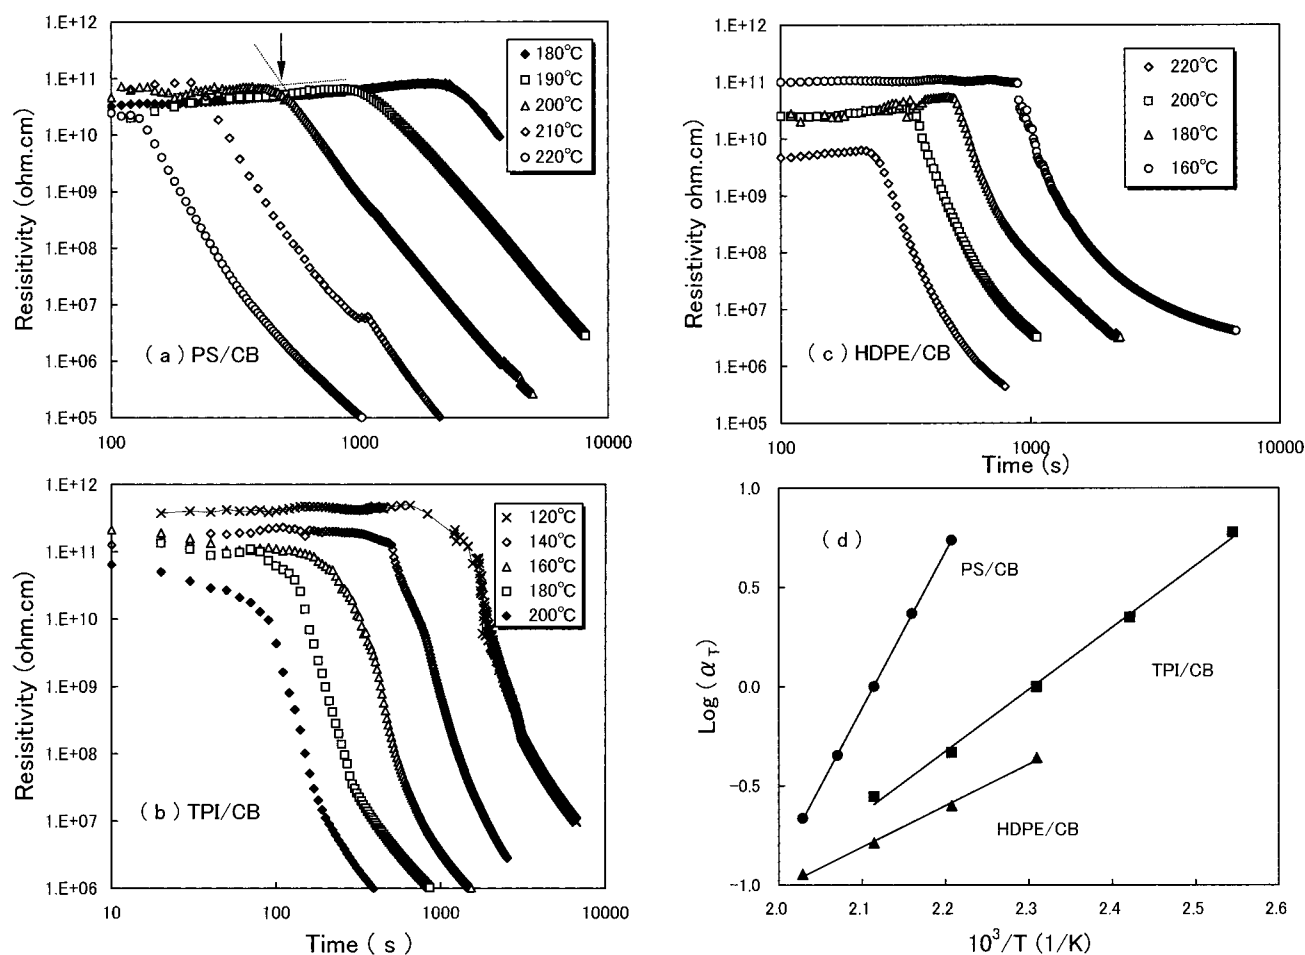 1.E+12
1.E+11
1.E+10
1.E+09
1.E+08
1.E+07
1.E+06
1.E+05
Resisitivity (ohm.cm)
180℃
190℃
200℃
210℃
220℃
( a ) PS/CB
100
1000
10000
1.E+12
1.E+11
1.E+10
1.E+09
1.E+08
1.E+07
1.E+06
1.E+05
Resistivity ohm.cm)
220℃
200℃
180℃
160℃
( c ) HDPE/CB
100
1000
10000
Time (s)
1.E+12
1.E+11
1.E+10
1.E+09
1.E+08
1.E+07
1.E+06
Resisitivity (ohm.cm)
120℃
140℃
160℃
180℃
200℃
( b ) TPI/CB
10
100
1000
10000
Time ( s )
1.0
0.5
0.0
−0.5
−1.0
Log (αT)
( d )
PS/CB
TPI/CB
HDPE/CB
2.0
2.1
2.2
2.3
2.4
2.5
2.6
10³/T (1/K)